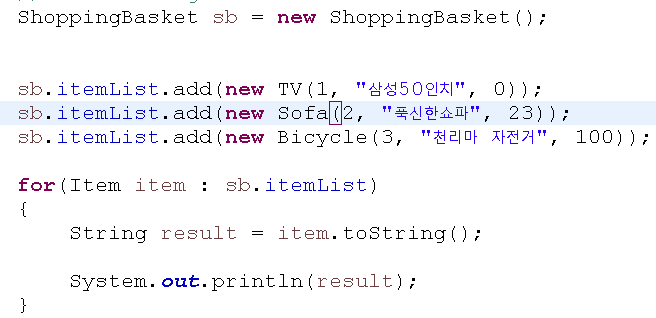 ShoppingBasket sb = new ShoppingBasket();
sb.itemList.add(new TV(1, "삼성50인치", 0));
sb.itemList.add(new Sofa(2, "푹신한쇼파", 23));
sb.itemList.add(new Bicycle(3, "천리마 자전거", 100));
for(Item item : sb.itemList)
{
String result = item.toString();
System.out.println(result);
}